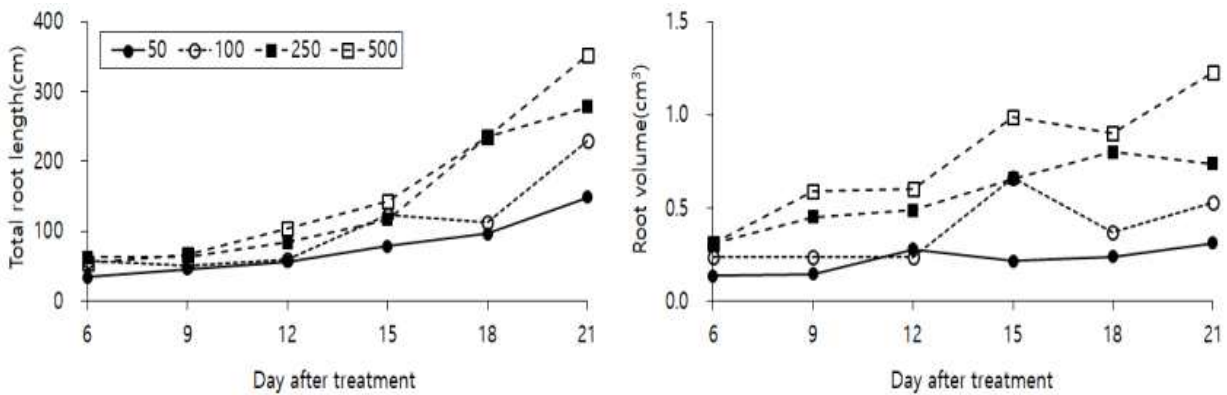 400
300
200
100
0
Total root length(cm)
50 100 250 500
6 9 12 15 18 21
Day after treatment
1.5
1.0
0.5
0.0
Root volume(cm³)
6 9 12 15 18 21
Day after treatment